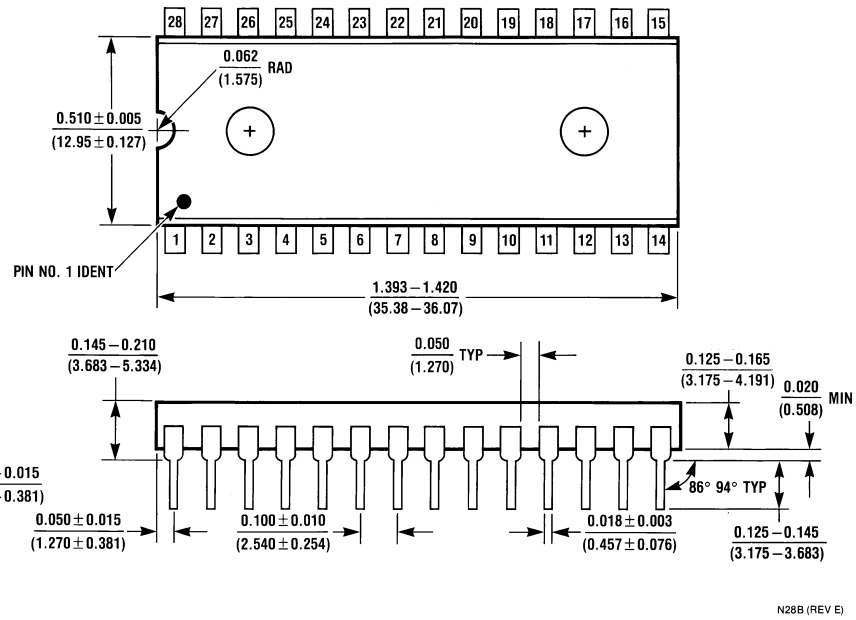 28 27 26 25 24 23 22 21 20 19 18 17 16 15
0.062
(1.575)
RAD
0.510 ± 0.005
(12.95 ± 0.127)
1 2 3 4 5 6 7 8 9 10 11 12 13 14
PIN NO. 1 IDENT
1.393 – 1.420
(35.38 – 36.07)
0.145 – 0.210
(3.683 – 5.334)
0.050
(1.270)
TYP
0.125 – 0.165
(3.175 – 4.191)
0.020
(0.508)
MIN
0.015
0.381)
86° 94° TYP
0.050 ± 0.015
(1.270 ± 0.381)
0.100 ± 0.010
(2.540 ± 0.254)
0.018 ± 0.003
(0.457 ± 0.076)
0.125 – 0.145
(3.175 – 3.683)
N28B (REV E)